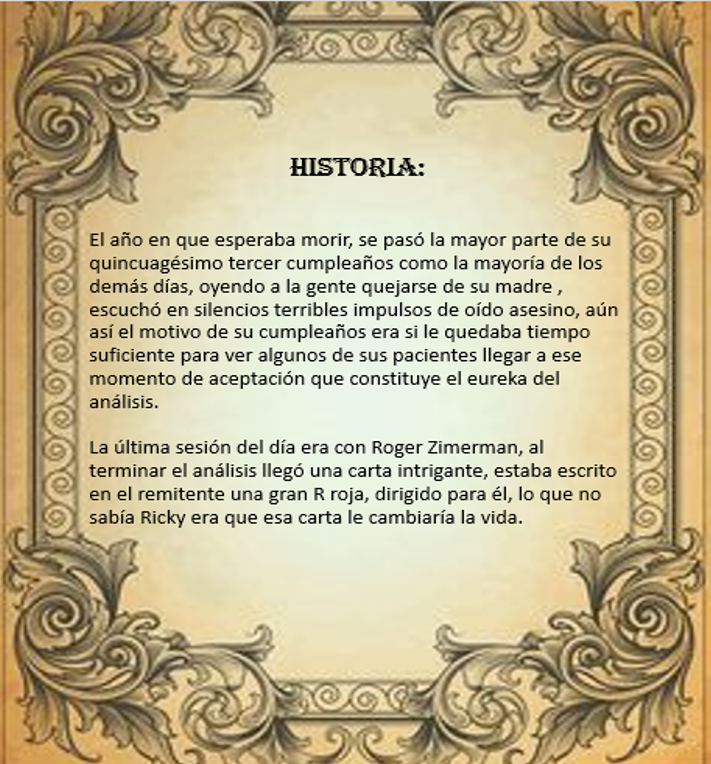 HISTORIA:
El año en que esperaba morir, se pasó la mayor parte de su
quincuagésimo tercer cumpleaños como la mayoría de los
demás días, oyendo a la gente quejarse de su madre ,
escuchó en silencios terribles impulsos de oído asesino, aún
así el motivo de su cumpleaños era si le quedaba tiempo
suficiente para ver algunos de sus pacientes llegar a ese
momento de aceptación que constituye el eureka del
análisis.
La última sesión del día era con Roger Zimerman, al
terminar el análisis llegó una carta intrigante, estaba escrito
en el remitente una gran R roja, dirigido para él, lo que no
sabía Ricky era que esa carta le cambiaría la vida.